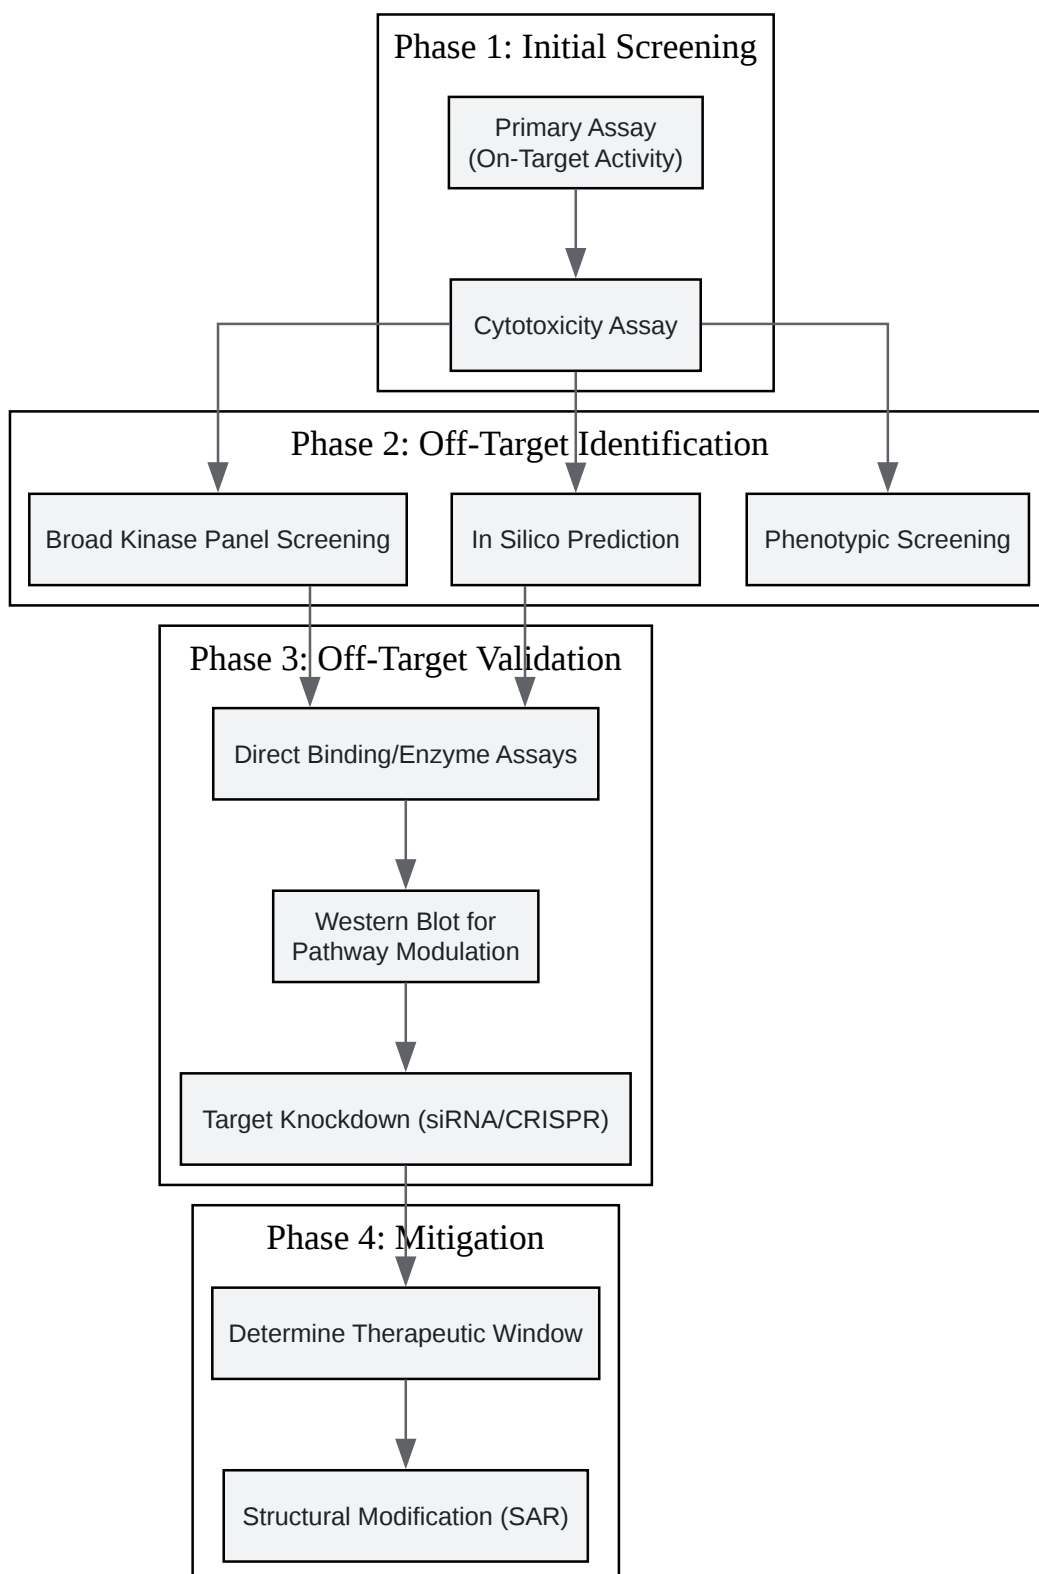 Phase 1: Initial Screening
Primary Assay
(On-Target Activity)
Cytotoxicity Assay
Phase 2: Off-Target Identification
Broad Kinase Panel Screening
In Silico Prediction
Phenotypic Screening
Phase 3: Off-Target Validation
Direct Binding/Enzyme Assays
Western Blot for
Pathway Modulation
Target Knockdown (siRNA/CRISPR)
Phase 4: Mitigation
Determine Therapeutic Window
Structural Modification (SAR)